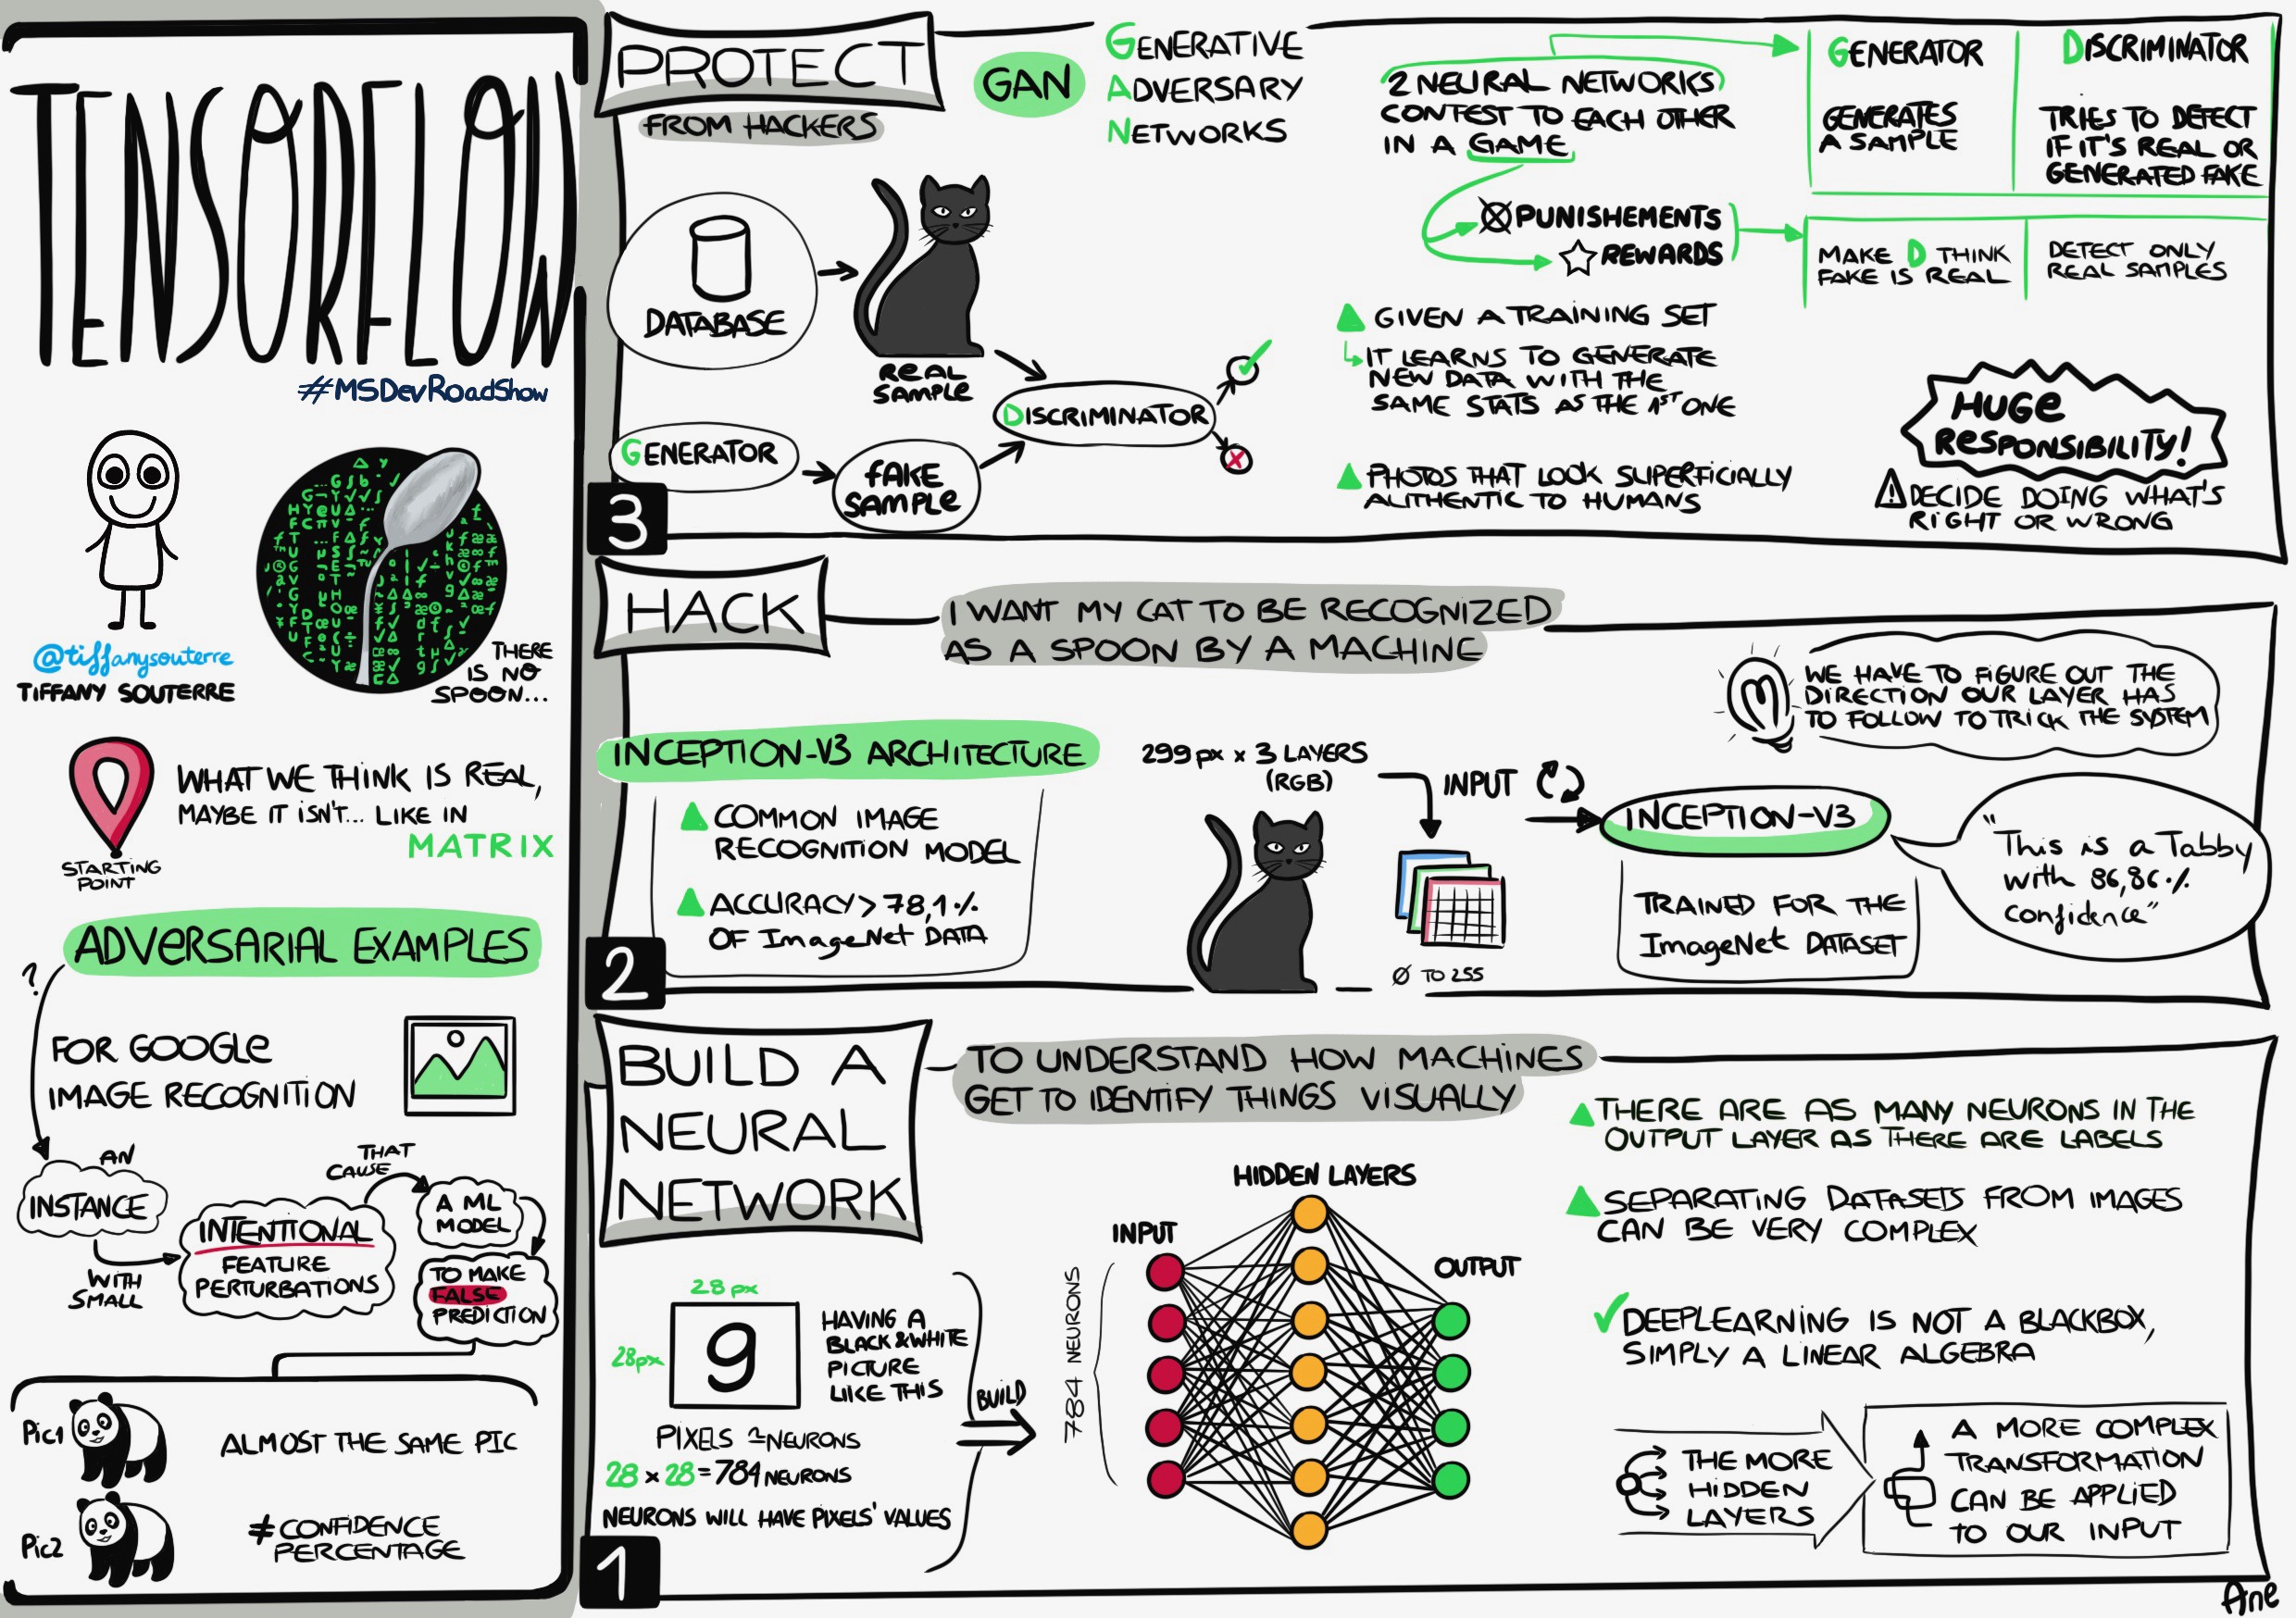 TENSORFLOW
#MSDevRoadShow
@tiffanysouterre
TIFFANY SOUTERRE
THERE
IS NO
SPOON...
STARTING
POINT
WHAT WE THINK IS REAL,
MAYBE IT ISN'T... LIKE IN
MATRIX
ADVERSARIAL EXAMPLES
?
FOR GOOGLE
IMAGE RECOGNITION
AN
INSTANCE
WITH
SMALL
INTENTIONAL
FEATURE
PERTURBATIONS
THAT
CAUSE
A ML
MODEL
TO MAKE
FALSE
PREDICTION
Pic1
ALMOST THE SAME PIC
Pic2
≠ CONFIDENCE
PERCENTAGE
PROTECT
FROM HACKERS
GAN
GENERATIVE
ADVERSARY
NETWORKS
2 NEURAL NETWORKS
CONTEST TO EACH OTHER
IN A GAME
PUNISHEMENTS
REWARDS
GENERATOR
GENERATES
A SAMPLE
DISCRIMINATOR
TRIES TO DETECT
IF IT'S REAL OR
GENERATED FAKE
MAKE D THINK
FAKE IS REAL
DETECT ONLY
REAL SAMPLES
DATABASE
REAL
SAMPLE
GENERATOR
FAKE
SAMPLE
DISCRIMINATOR
GIVEN A TRAINING SET
IT LEARNS TO GENERATE
NEW DATA WITH THE
SAME STATS AS THE 1ST ONE
PHOTOS THAT LOOK SUPERFICIALLY
AUTHENTIC TO HUMANS
HUGE
RESPONSIBILITY!
DECIDE DOING WHAT'S
RIGHT OR WRONG
3
HACK
I WANT MY CAT TO BE RECOGNIZED
AS A SPOON BY A MACHINE
WE HAVE TO FIGURE OUT THE
DIRECTION OUR LAYER HAS
TO FOLLOW TO TRICK THE SYSTEM
INCEPTION-V3 ARCHITECTURE
COMMON IMAGE
RECOGNITION MODEL
ACCURACY > 78,1%
OF ImageNet DATA
299 px x 3 LAYERS
(RGB)
INPUT
0 TO 255
INCEPTION-V3
TRAINED FOR THE
ImageNet DATASET
"This is a Tabby
with 86,86%
confidence"
2
BUILD A
NEURAL
NETWORK
TO UNDERSTAND HOW MACHINES
GET TO IDENTIFY THINGS VISUALLY
28 px
28px
9
HAVING A
BLACK & WHITE
PICTURE
LIKE THIS
PIXELS ≃ NEURONS
28 x 28 = 784 NEURONS
NEURONS WILL HAVE PIXELS' VALUES
BUILD
784 NEURONS
INPUT
HIDDEN LAYERS
OUTPUT
THERE ARE AS MANY NEURONS IN THE
OUTPUT LAYER AS THERE ARE LABELS
SEPARATING DATASETS FROM IMAGES
CAN BE VERY COMPLEX
DEEPLEARNING IS NOT A BLACKBOX,
SIMPLY A LINEAR ALGEBRA
THE MORE
HIDDEN
LAYERS
A MORE COMPLEX
TRANSFORMATION
CAN BE APPLIED
TO OUR INPUT
1
Ane